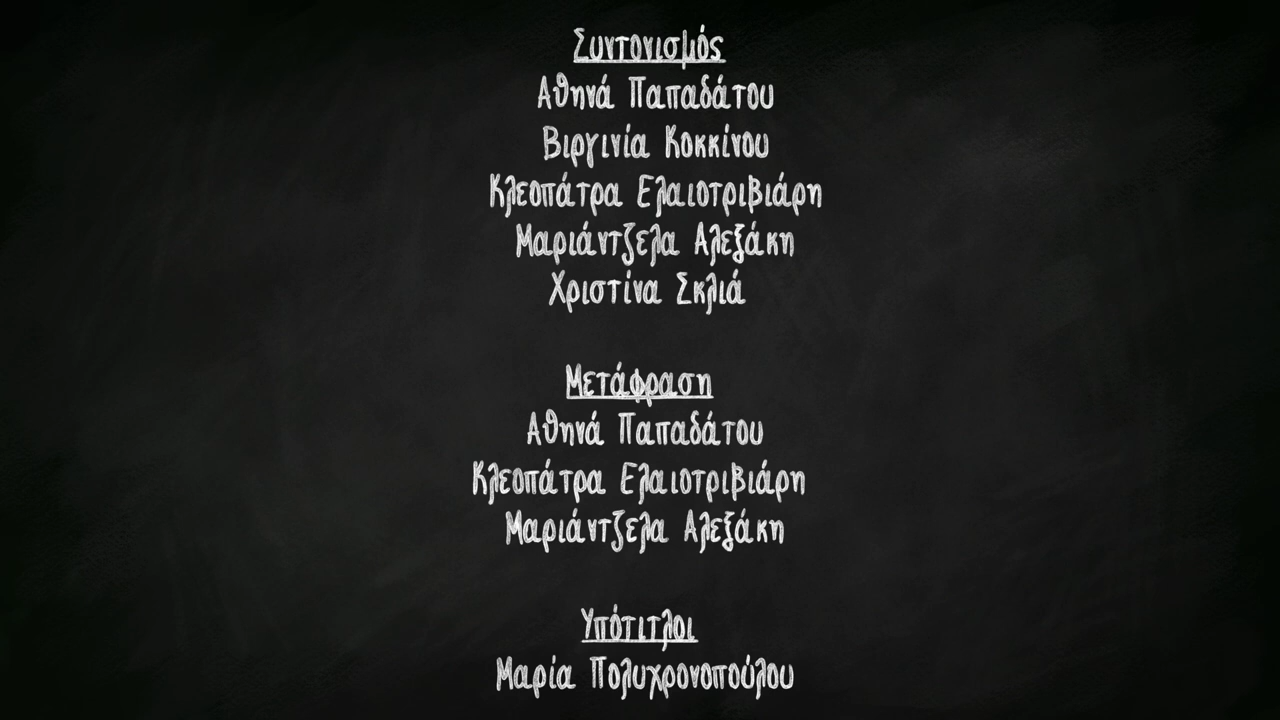 Συντονισμός
Αθηνά Παπαδάτου
Βιργινία Κοκκίνου
Κλεοπάτρα Ελαιοτριβιάρη
Μαριάντζελα Αλεξάκη
Χριστίνα Σκλιά
Μετάφραση
Αθηνά Παπαδάτου
Κλεοπάτρα Ελαιοτριβιάρη
Μαριάντζελα Αλεξάκη
Υπότιτλοι
Μαρία Πολυχρονοπούλου